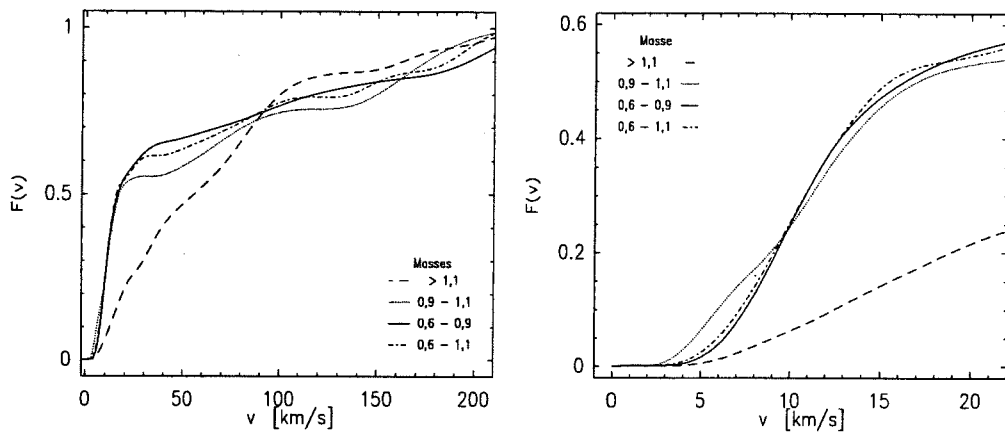 1
0.5
0
F(v)
Masses
> 1,1
0,9 – 1,1
0,6 – 0,9
0,6 – 1,1
0 50 100 150 200
v [km/s]
0.6
0.4
0.2
0
F(v)
Masse
> 1,1
0,9 – 1,1
0,6 – 0,9
0,6 – 1,1
0 5 10 15 20
v [km/s]